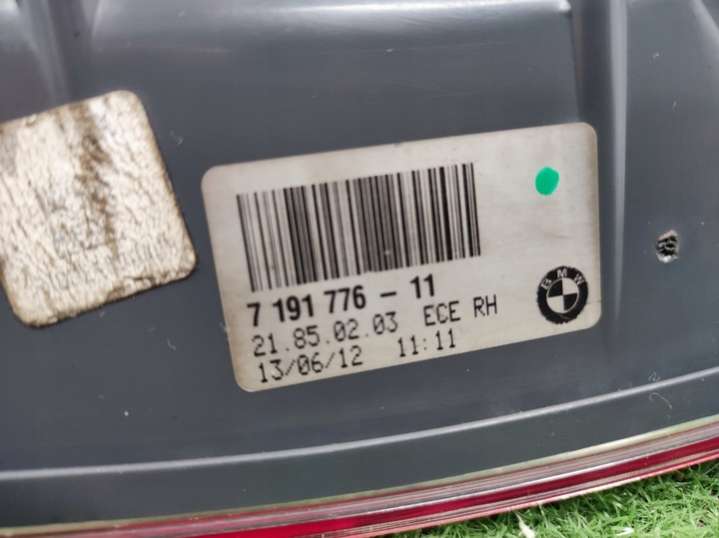 7 191 776 - 11
21.85.02.03 ECE RH
13/06/12 11:11
BMW